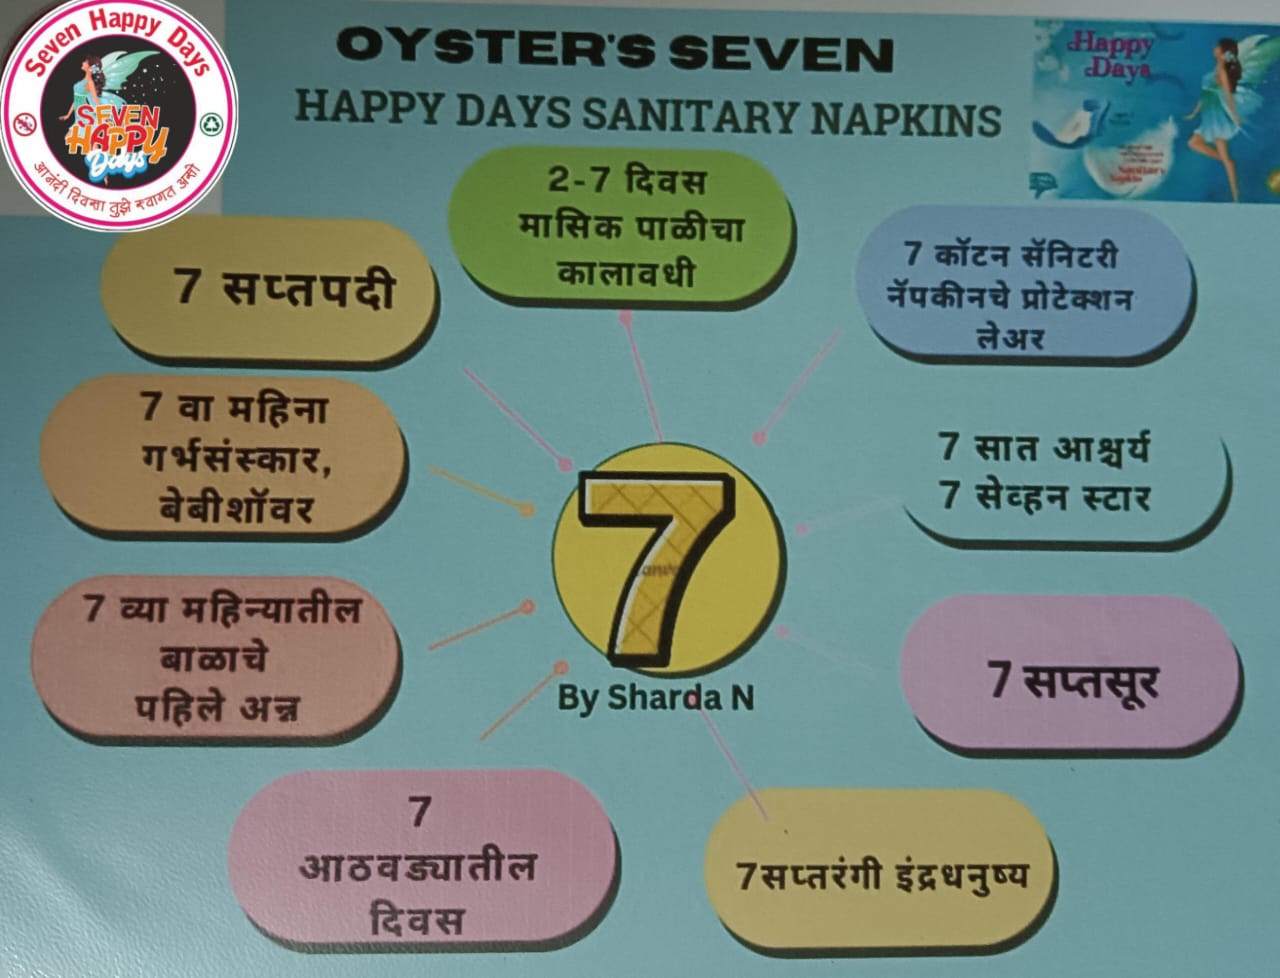 Seven Happy Days
SEVEN
HAPPY
Days
आनंदी दिवसा तुझे स्वागत असो
OYSTER'S SEVEN
HAPPY DAYS SANITARY NAPKINS
Happy
Days
Sanitary
Napkin
2-7 दिवस
मासिक पाळीचा
कालावधी
7 सप्तपदी
7 कॉटन सॅनिटरी
नॅपकीनचे प्रोटेक्शन
लेअर
7 वा महिना
गर्भसंस्कार,
बेबीशॉवर
7 सात आश्चर्य
7 सेव्हन स्टार
7
7 व्या महिन्यातील
बाळाचे
पहिले अन्न
7 सप्तसूर
By Sharda N
7
आठवड्यातील
दिवस
7सप्तरंगी इंद्रधनुष्य